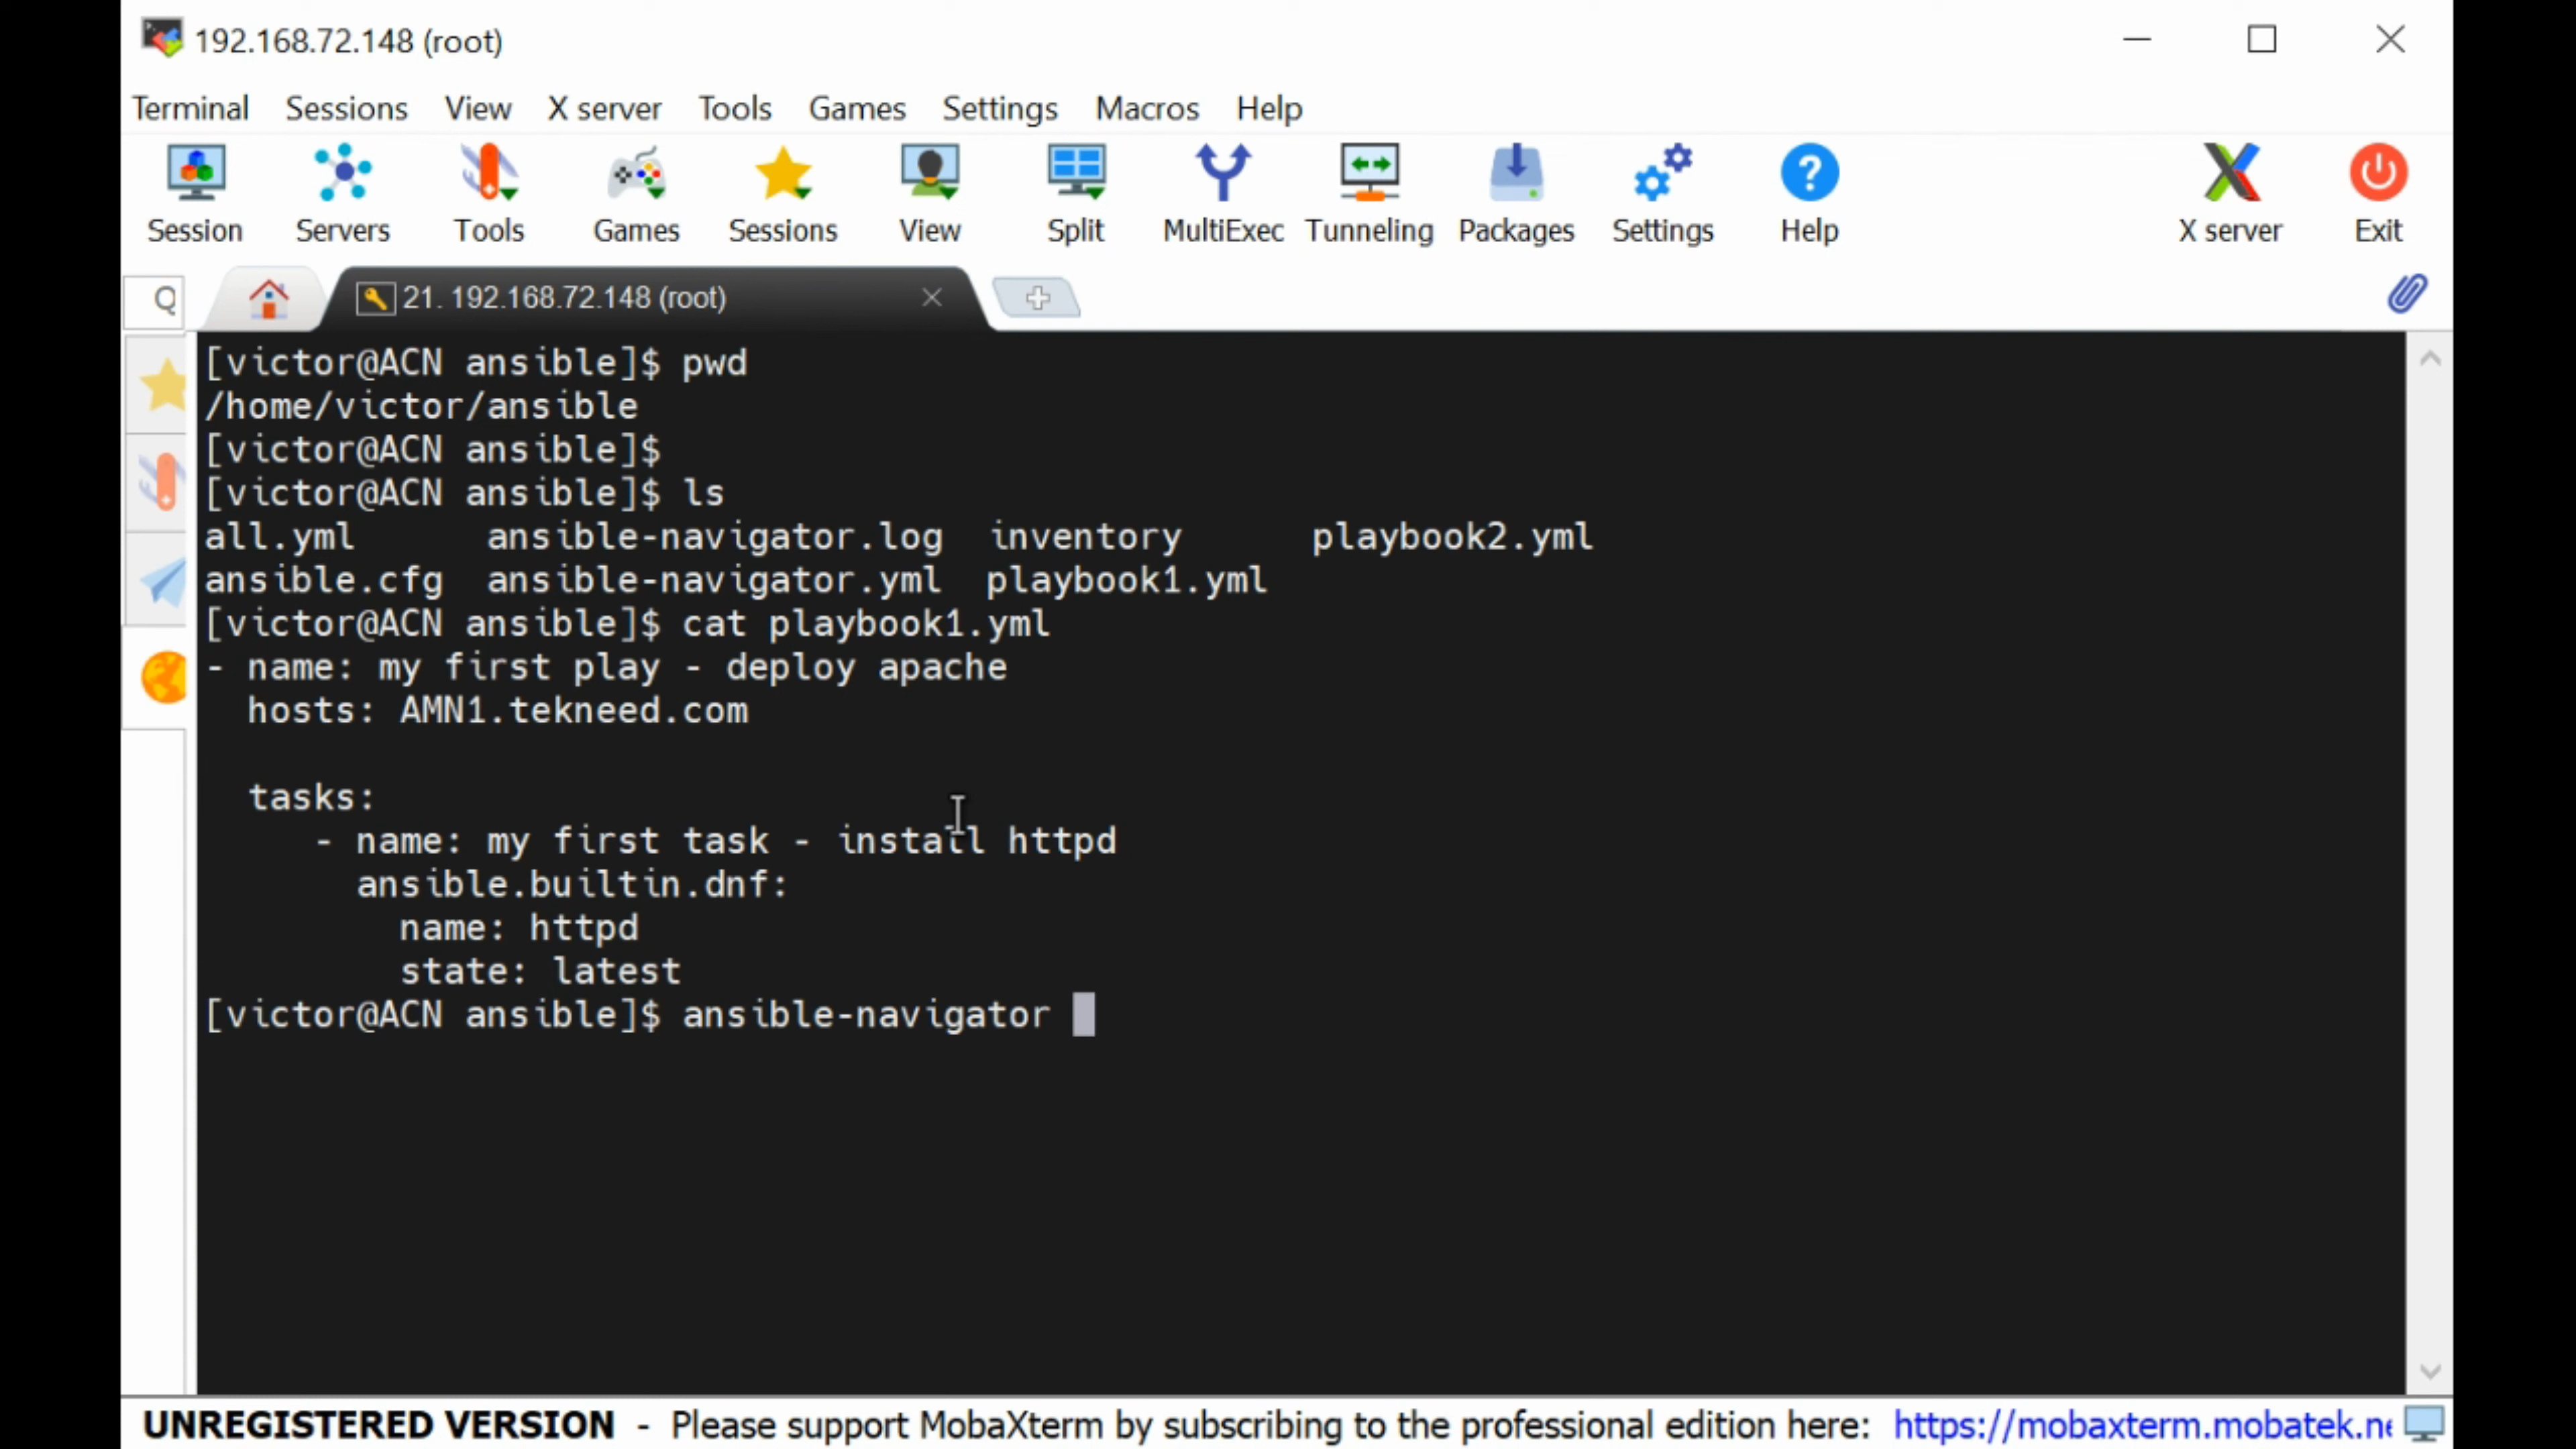 192.168.72.148 (root)
Terminal Sessions View X server Tools Games Settings Macros Help
Session Servers Tools Games Sessions View Split MultiExec Tunneling Packages Settings Help X server Exit
21. 192.168.72.148 (root)
[victor@ACN ansible]$ pwd
/home/victor/ansible
[victor@ACN ansible]$
[victor@ACN ansible]$ ls
all.yml ansible-navigator.log inventory playbook2.yml
ansible.cfg ansible-navigator.yml playbook1.yml
[victor@ACN ansible]$ cat playbook1.yml
- name: my first play - deploy apache
hosts: AMN1.tekneed.com
tasks:
- name: my first task - install httpd
ansible.builtin.dnf:
name: httpd
state: latest
[victor@ACN ansible]$ ansible-navigator
UNREGISTERED VERSION - Please support MobaXterm by subscribing to the professional edition here: https://mobaxterm.mobatek.ne